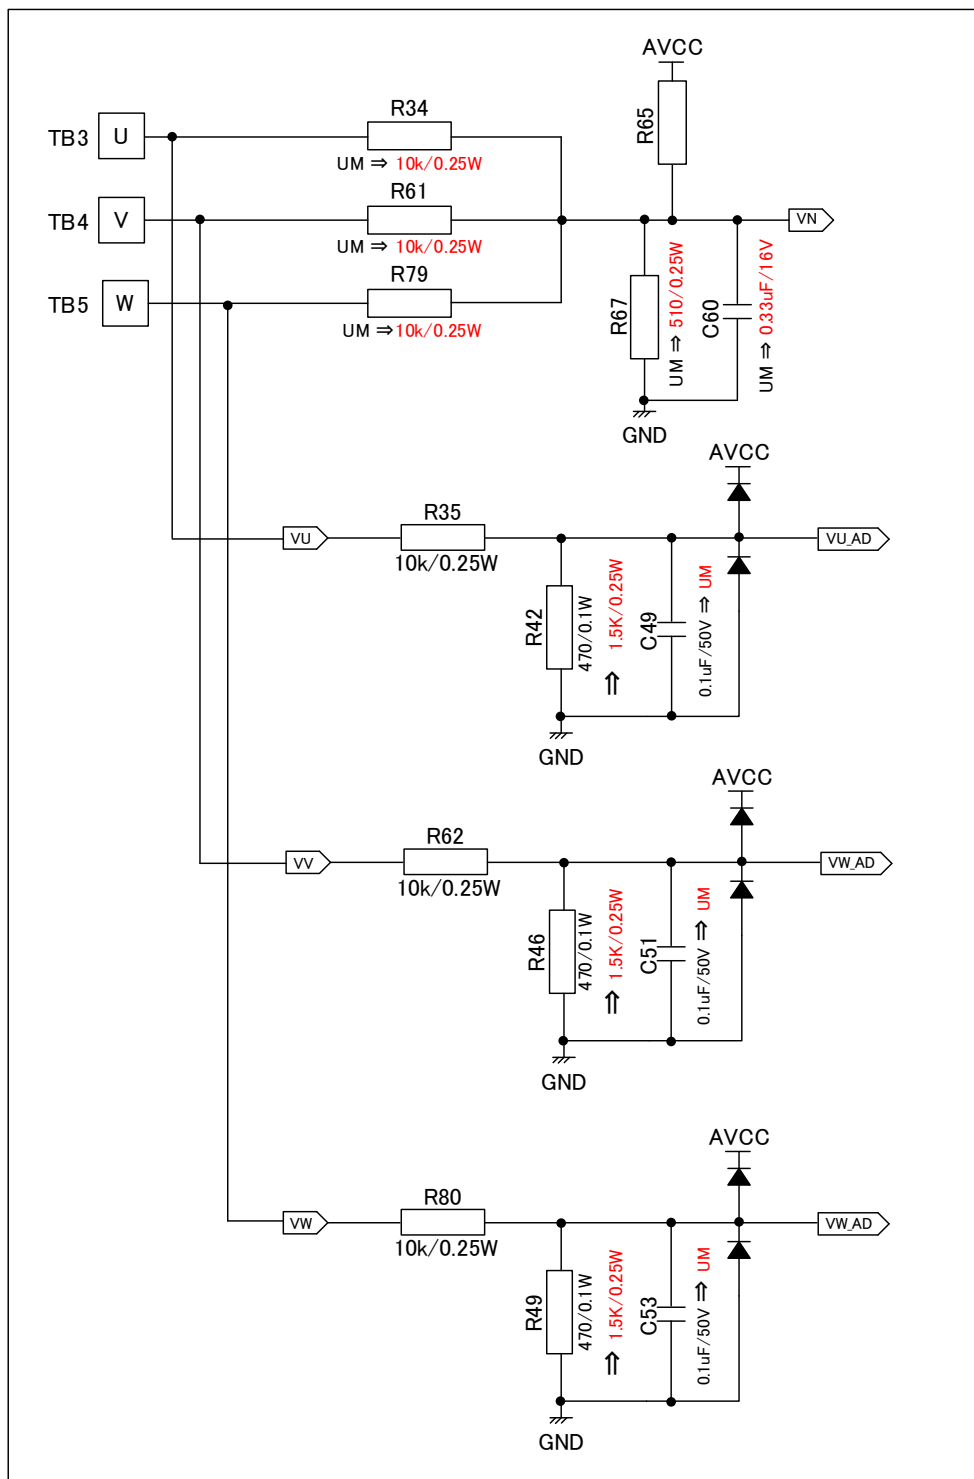 AVCC
R34
R65
TB3 U
UM ⇒ 10k/0.25W
R61
TB4 V
VN
UM ⇒ 10k/0.25W
R79
TB5 W
UM ⇒10k/0.25W
R67
UM ⇒ 510/0.25W
C60
UM ⇒ 0.33uF/16V
GND
AVCC
R35
VU
VU_AD
10k/0.25W
R42
470/0.1W
⇒ 1.5K/0.25W
C49
0.1uF/50V ⇒ UM
GND
AVCC
R62
VV
VW_AD
10k/0.25W
R46
470/0.1W
⇒ 1.5K/0.25W
C51
0.1uF/50V ⇒ UM
GND
AVCC
R80
VW
VW_AD
10k/0.25W
R49
470/0.1W
⇒ 1.5K/0.25W
C53
0.1uF/50V ⇒ UM
GND